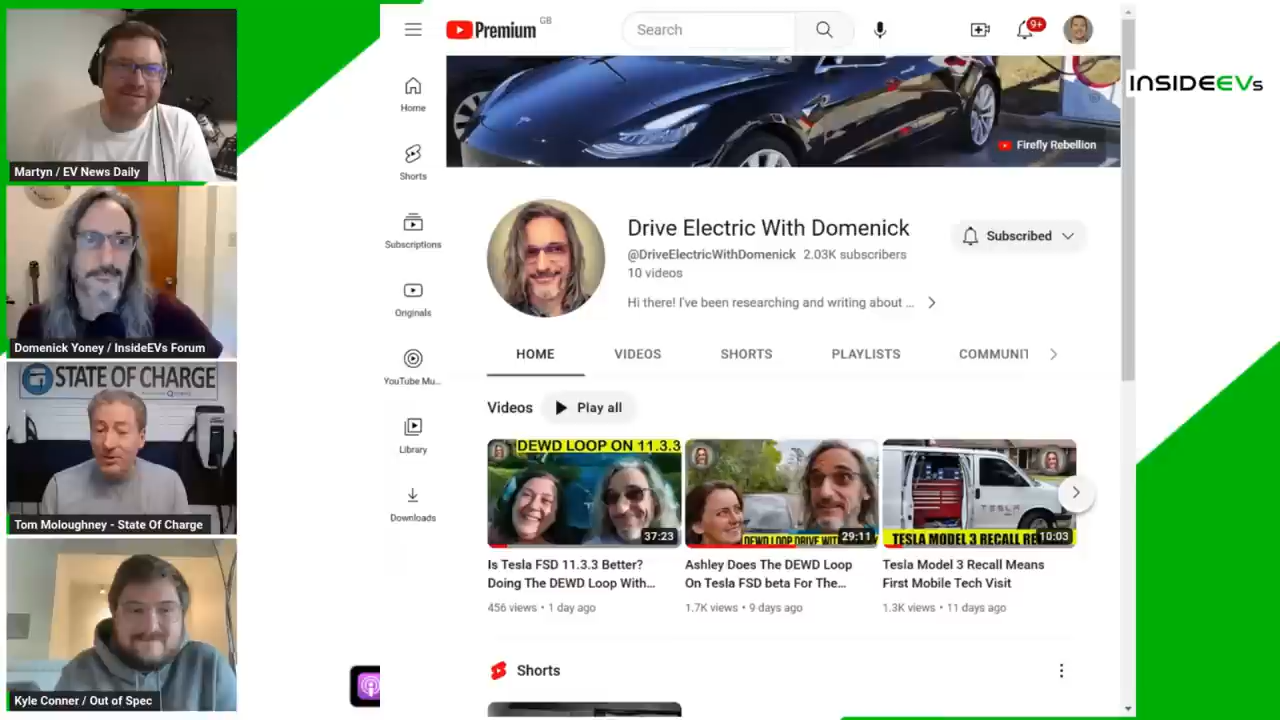 Martyn / EV News Daily
Domenick Yoney / InsideEVs Forum
STATE OF CHARGE
Tom Moloughney - State Of Charge
Kyle Conner / Out of Spec
Premium GB
Search
9+
Home
Shorts
Subscriptions
Originals
YouTube Mu...
Library
Downloads
Firefly Rebellion
INSIDEEVs
Drive Electric With Domenick
@DriveElectricWithDomenick 2.03K subscribers
10 videos
Hi there! I've been researching and writing about ...
Subscribed
HOME VIDEOS SHORTS PLAYLISTS COMMUNIT
Videos Play all
DEWD LOOP ON 11.3.3
37:23
DEWD LOOP DRIVE WIT
29:11
TESLA
TESLA MODEL 3 RECALL RE
10:03
Is Tesla FSD 11.3.3 Better?
Doing The DEWD Loop With...
456 views • 1 day ago
Ashley Does The DEWD Loop
On Tesla FSD beta For The...
1.7K views • 9 days ago
Tesla Model 3 Recall Means
First Mobile Tech Visit
1.3K views • 11 days ago
Shorts